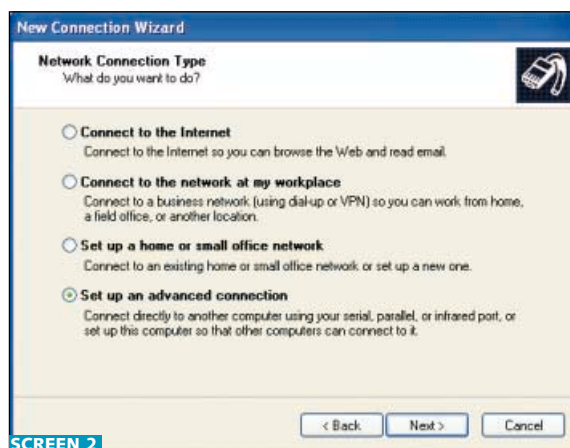 New Connection Wizard
Network Connection Type
What do you want to do?
Connect to the Internet
Connect to the Internet so you can browse the Web and read email.
Connect to the network at my workplace
Connect to a business network (using dial-up or VPN) so you can work from home,
a field office, or another location.
Set up a home or small office network
Connect to an existing home or small office network or set up a new one.
Set up an advanced connection
Connect directly to another computer using your serial, parallel, or infrared port, or
set up this computer so that other computers can connect to it.
< Back Next > Cancel
SCREEN 2